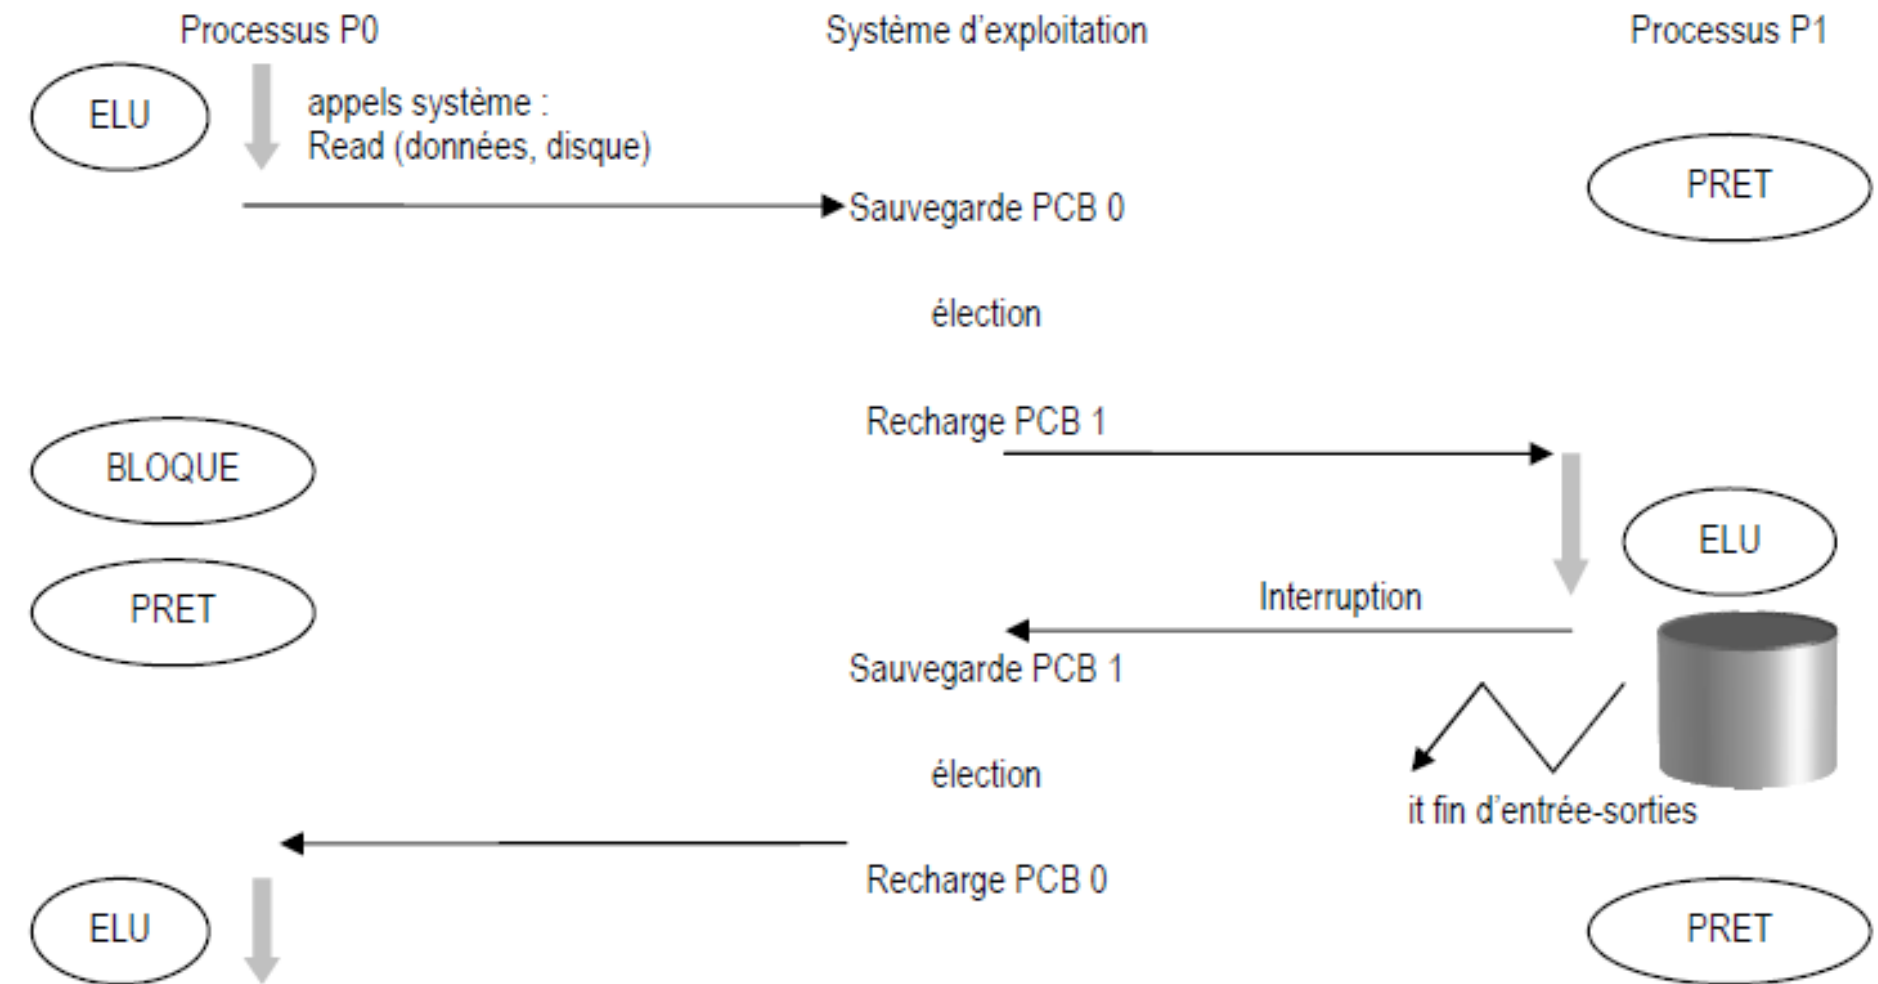 Processus P0
Système d'exploitation
Processus P1
ELU
appels système :
Read (données, disque)
PRET
Sauvegarde PCB 0
élection
Recharge PCB 1
BLOQUE
ELU
PRET
Interruption
Sauvegarde PCB 1
élection
it fin d'entrée-sorties
Recharge PCB 0
ELU
PRET